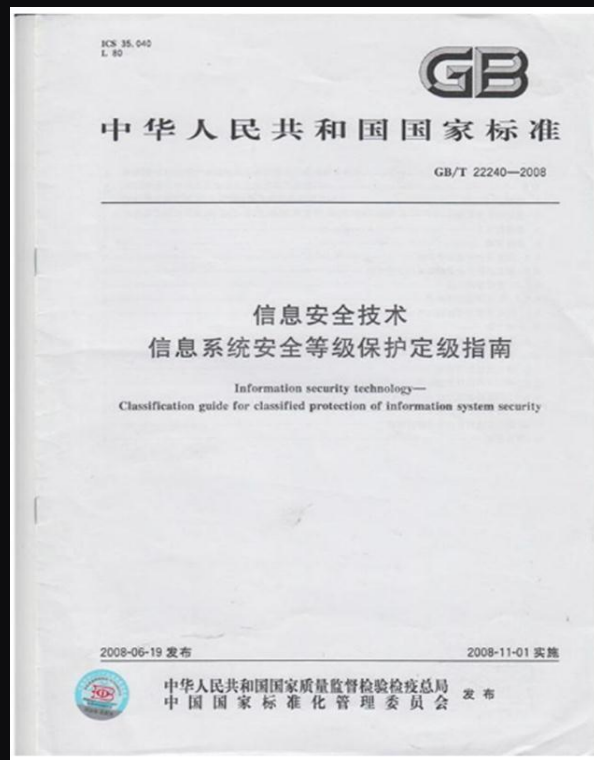 ICS 35.040
L 80
GB
中华人民共和国国家标准
GB/T 22240—2008
信息安全技术
信息系统安全等级保护定级指南
Information security technology—
Classification guide for classified protection of information system security
2008-06-19 发布
2008-11-01 实施
中华人民共和国国家质量监督检验检疫总局
中国国家标准化管理委员会
发布